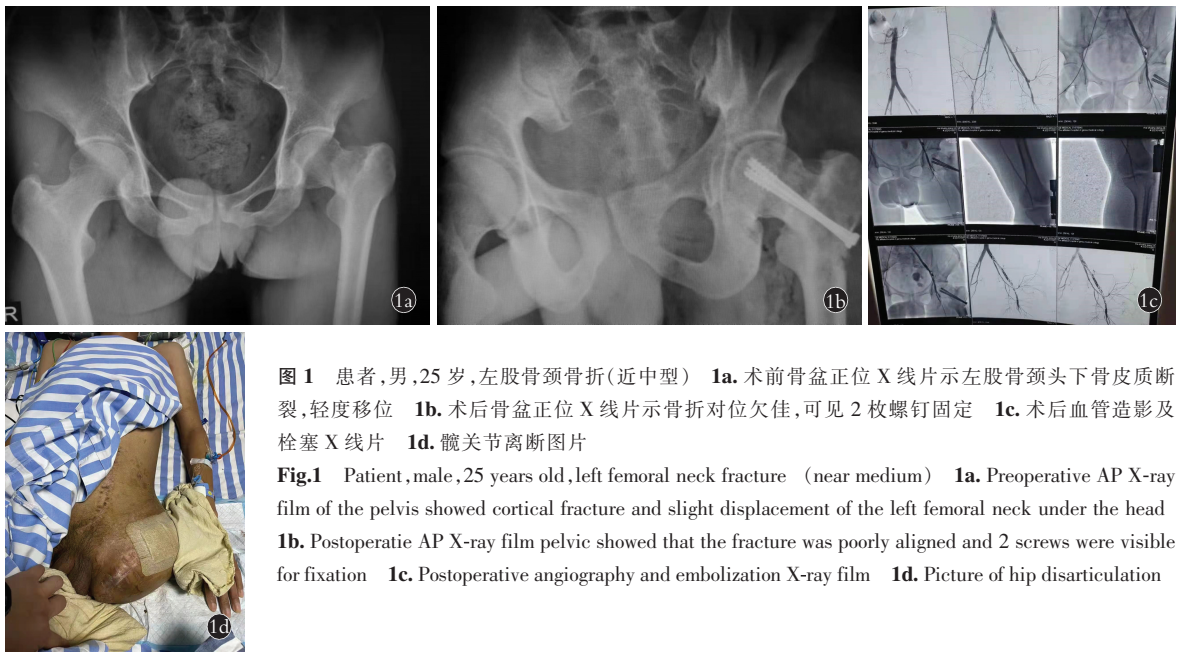 R
1a
1b
1c
1d
图 1 患者,男,25 岁,左股骨颈骨折(近中型) 1a. 术前骨盆正位 X 线片示左股骨颈头下骨皮质断
裂,轻度移位 1b. 术后骨盆正位 X 线片示骨折对位欠佳,可见 2 枚螺钉固定 1c. 术后血管造影及
栓塞 X 线片 1d. 髋关节离断图片
Fig.1 Patient,male,25 years old,left femoral neck fracture (near medium) 1a. Preoperative AP X-ray
film of the pelvis showed cortical fracture and slight displacement of the left femoral neck under the head
1b. Postoperatie AP X-ray film pelvic showed that the fracture was poorly aligned and 2 screws were visible
for fixation 1c. Postoperative angiography and embolization X-ray film 1d. Picture of hip disarticulation